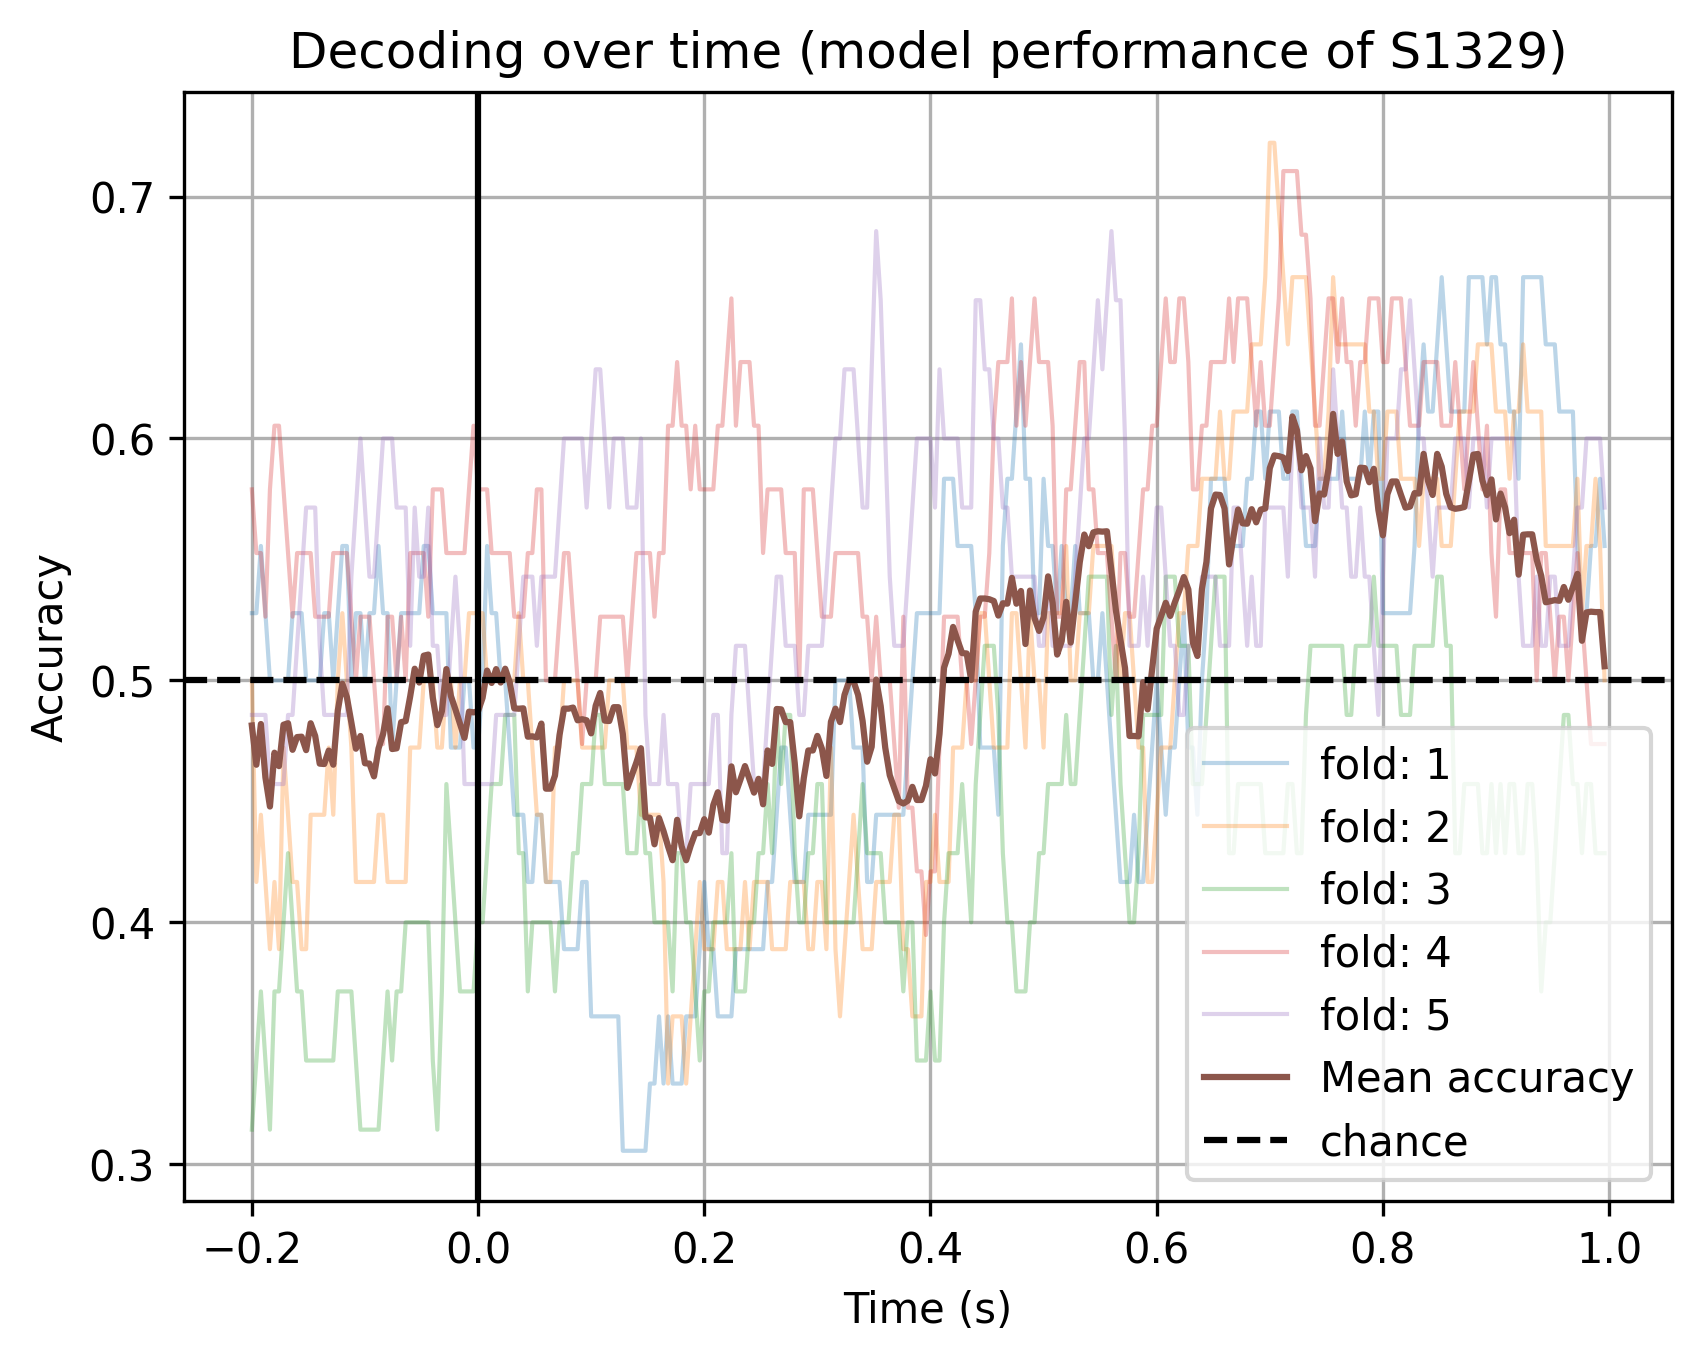 Decoding over time (model performance of S1329)
Accuracy
0.7
0.6
0.5
0.4
0.3
fold: 1
fold: 2
fold: 3
fold: 4
fold: 5
Mean accuracy
chance
−0.2 0.0 0.2 0.4 0.6 0.8 1.0
Time (s)